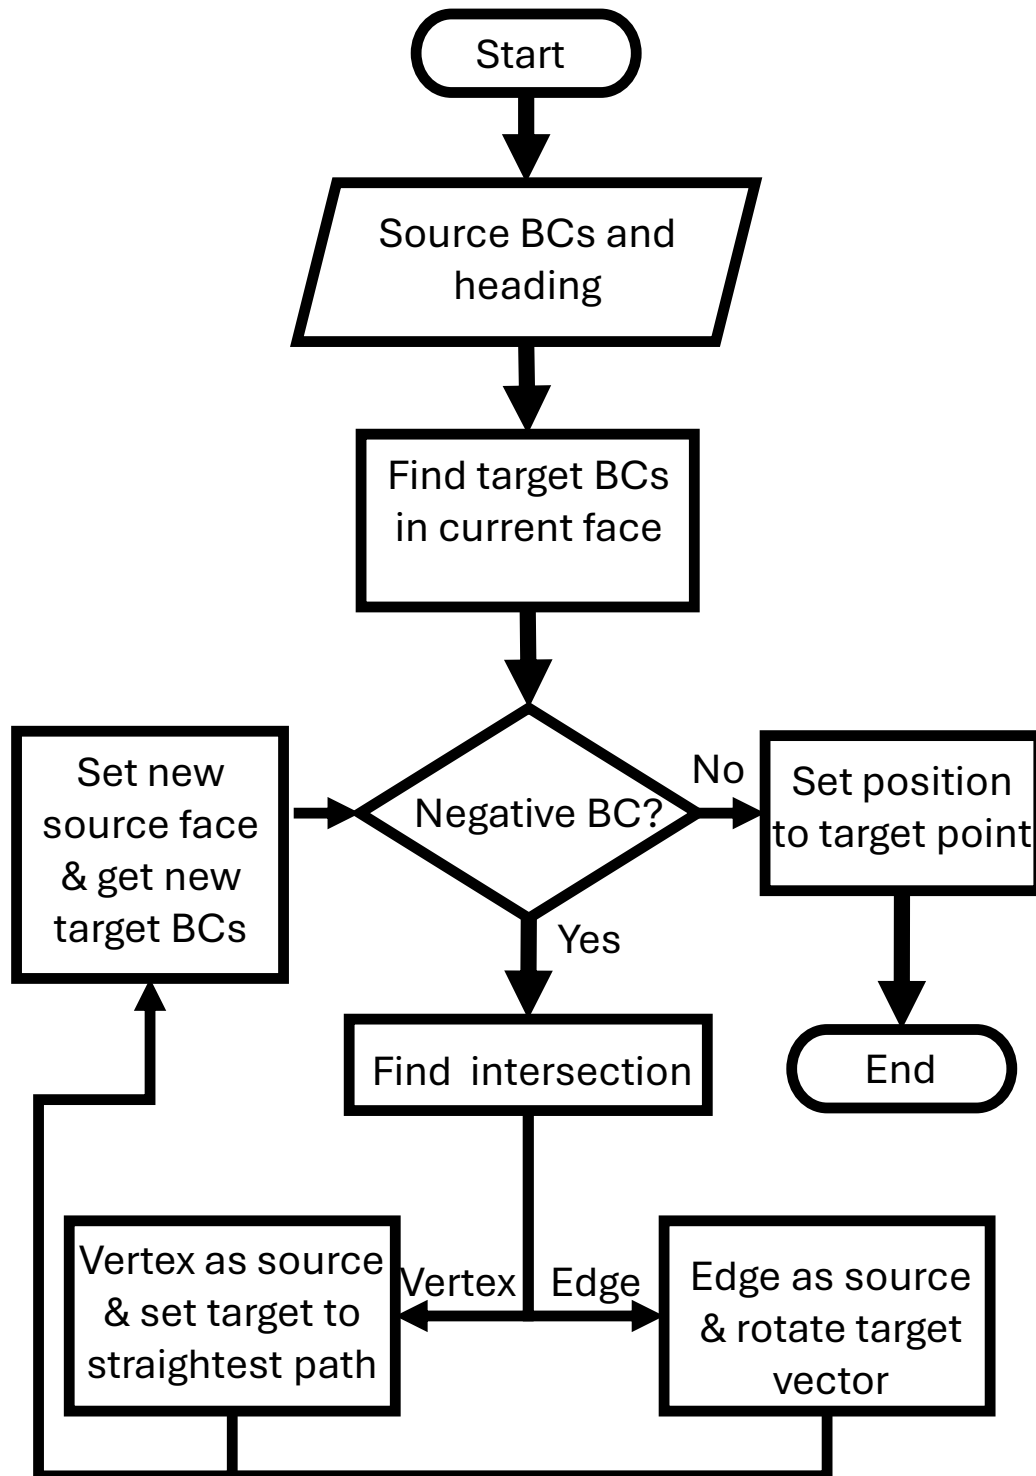 Start
Source BCs and
heading
Find target BCs
in current face
Negative BC?
No
Set position
to target point
End
Set new
source face
& get new
target BCs
Yes
Find  intersection
Vertex
Edge
Vertex as source
& set target to
straightest path
Edge as source
& rotate target
vector